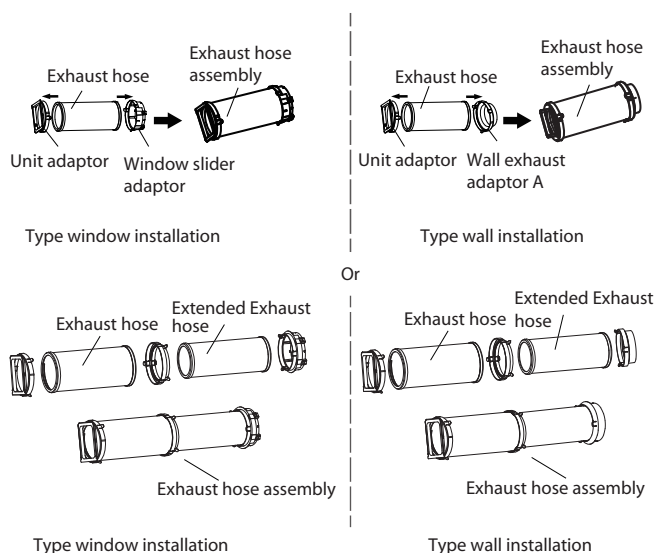 Exhaust hose
Exhaust hose
assembly
Unit adaptor
Window slider
adaptor
Type window installation
Exhaust hose
Exhaust hose
assembly
Unit adaptor
Wall exhaust
adaptor A
Type wall installation
Or
Exhaust hose
Extended Exhaust
hose
Exhaust hose assembly
Type window installation
Exhaust hose
Extended Exhaust
hose
Exhaust hose assembly
Type wall installation